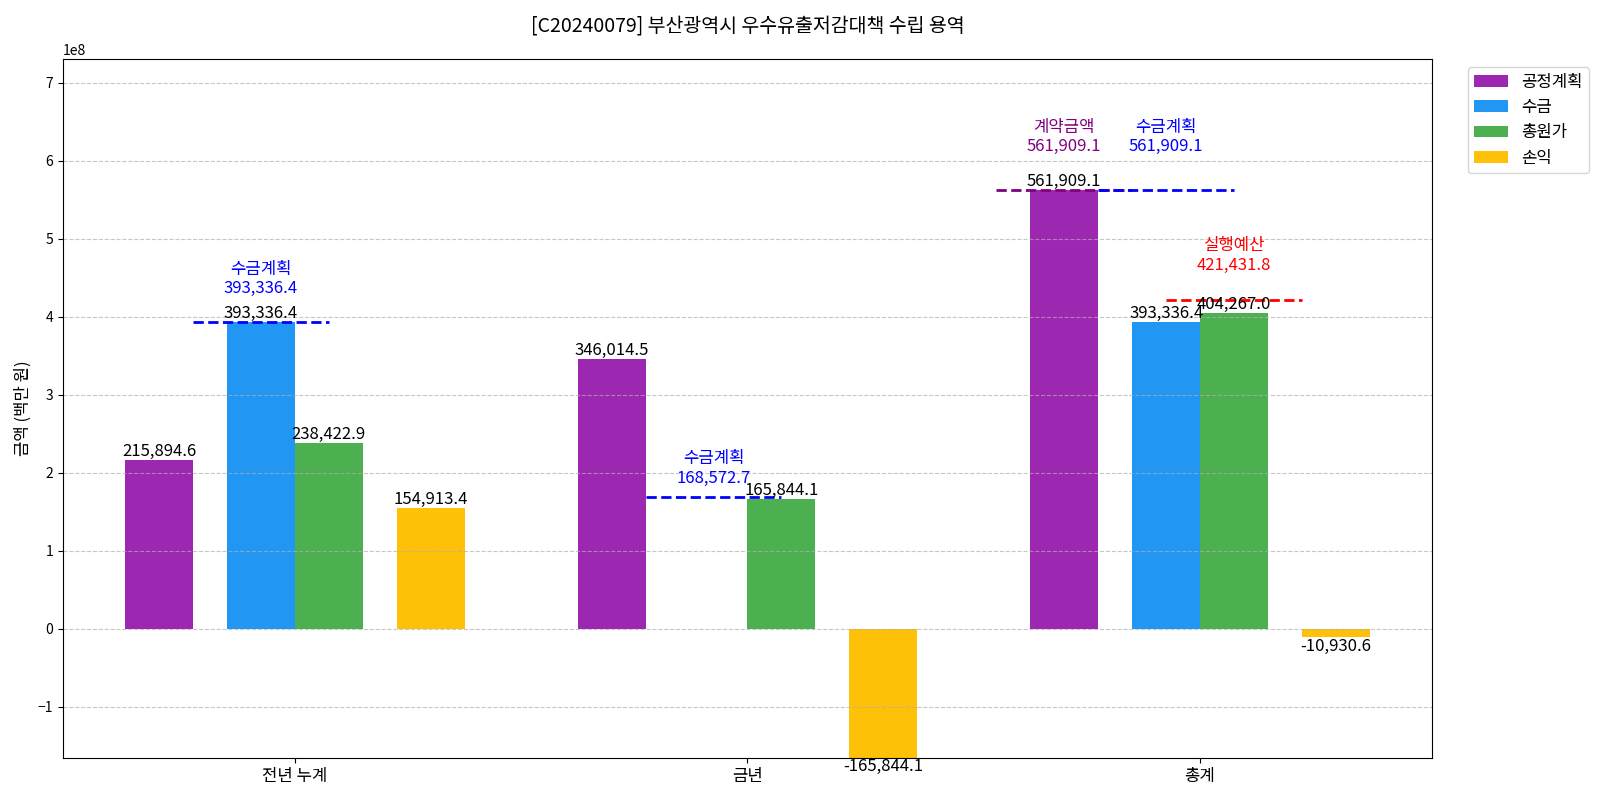 [C20240079] 부산광역시 우수유출저감대책 수립 용역
1e8
공정계획
수금
총원가
손익
금액 (백만 원)
7
6
5
4
3
2
1
0
−1
수금계획
393,336.4
393,336.4
215,894.6
238,422.9
154,913.4
346,014.5
수금계획
168,572.7
165,844.1
-165,844.1
계약금액
561,909.1
수금계획
561,909.1
561,909.1
실행예산
421,431.8
393,336.4
404,267.0
-10,930.6
전년 누계
금년
총계